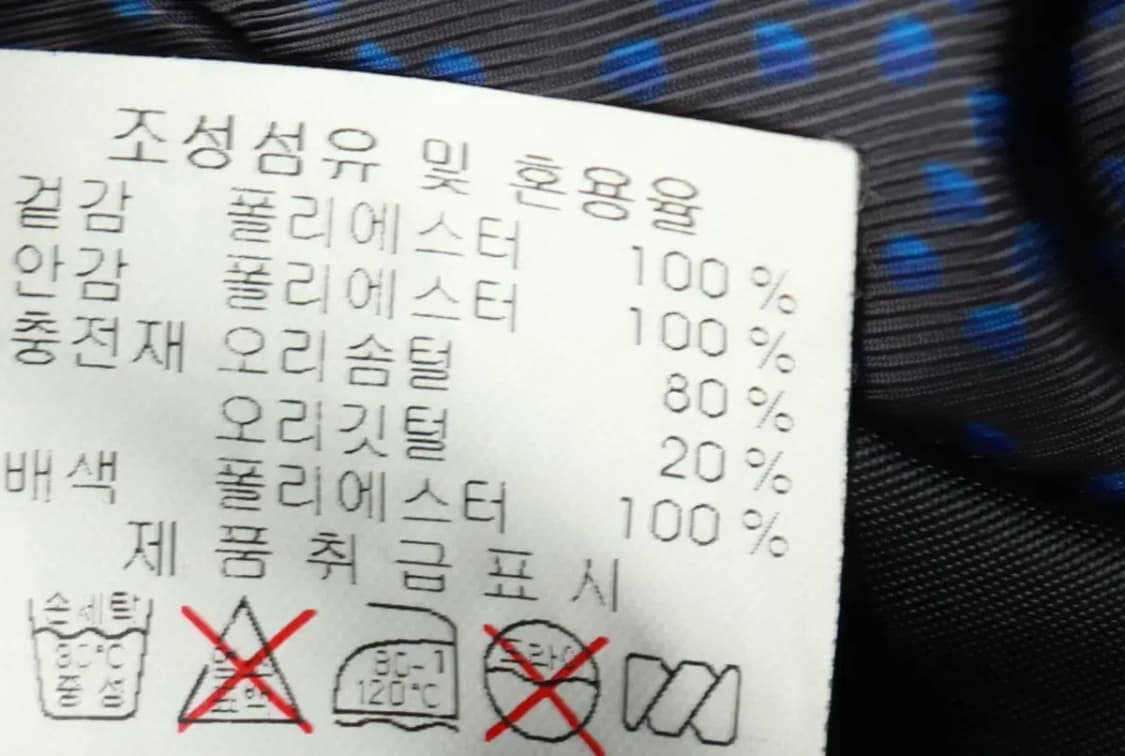 조성섬유 및 혼용율
겉감 폴리에스터 100 %
안감 폴리에스터 100 %
충전재 오리솜털 80 %
오리깃털 20 %
배색 폴리에스터 100 %
제품취급표시
손세탁
30℃
중성
80-1
120℃
드라이